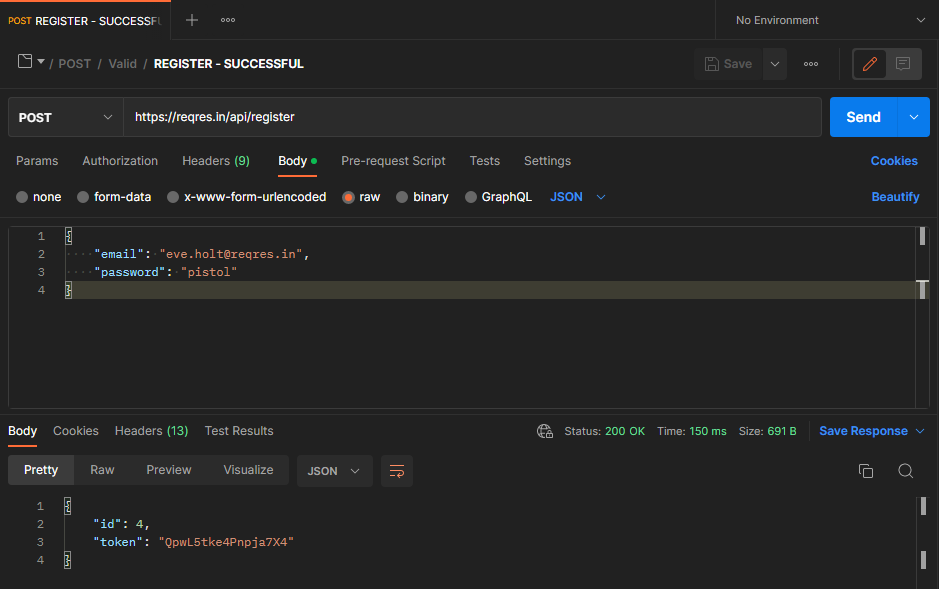 POST REGISTER - SUCCESSFU
No Environment
/ POST / Valid / REGISTER - SUCCESSFUL
Save
POST https://reqres.in/api/register Send
Params Authorization Headers (9) Body Pre-request Script Tests Settings Cookies
none form-data x-www-form-urlencoded raw binary GraphQL JSON Beautify
1 {
2 "email": "eve.holt@reqres.in",
3 "password": "pistol"
4 }
Body Cookies Headers (13) Test Results Status: 200 OK Time: 150 ms Size: 691 B Save Response
Pretty Raw Preview Visualize JSON
1 {
2 "id": 4,
3 "token": "QpwL5tke4Pnpja7X4"
4 }